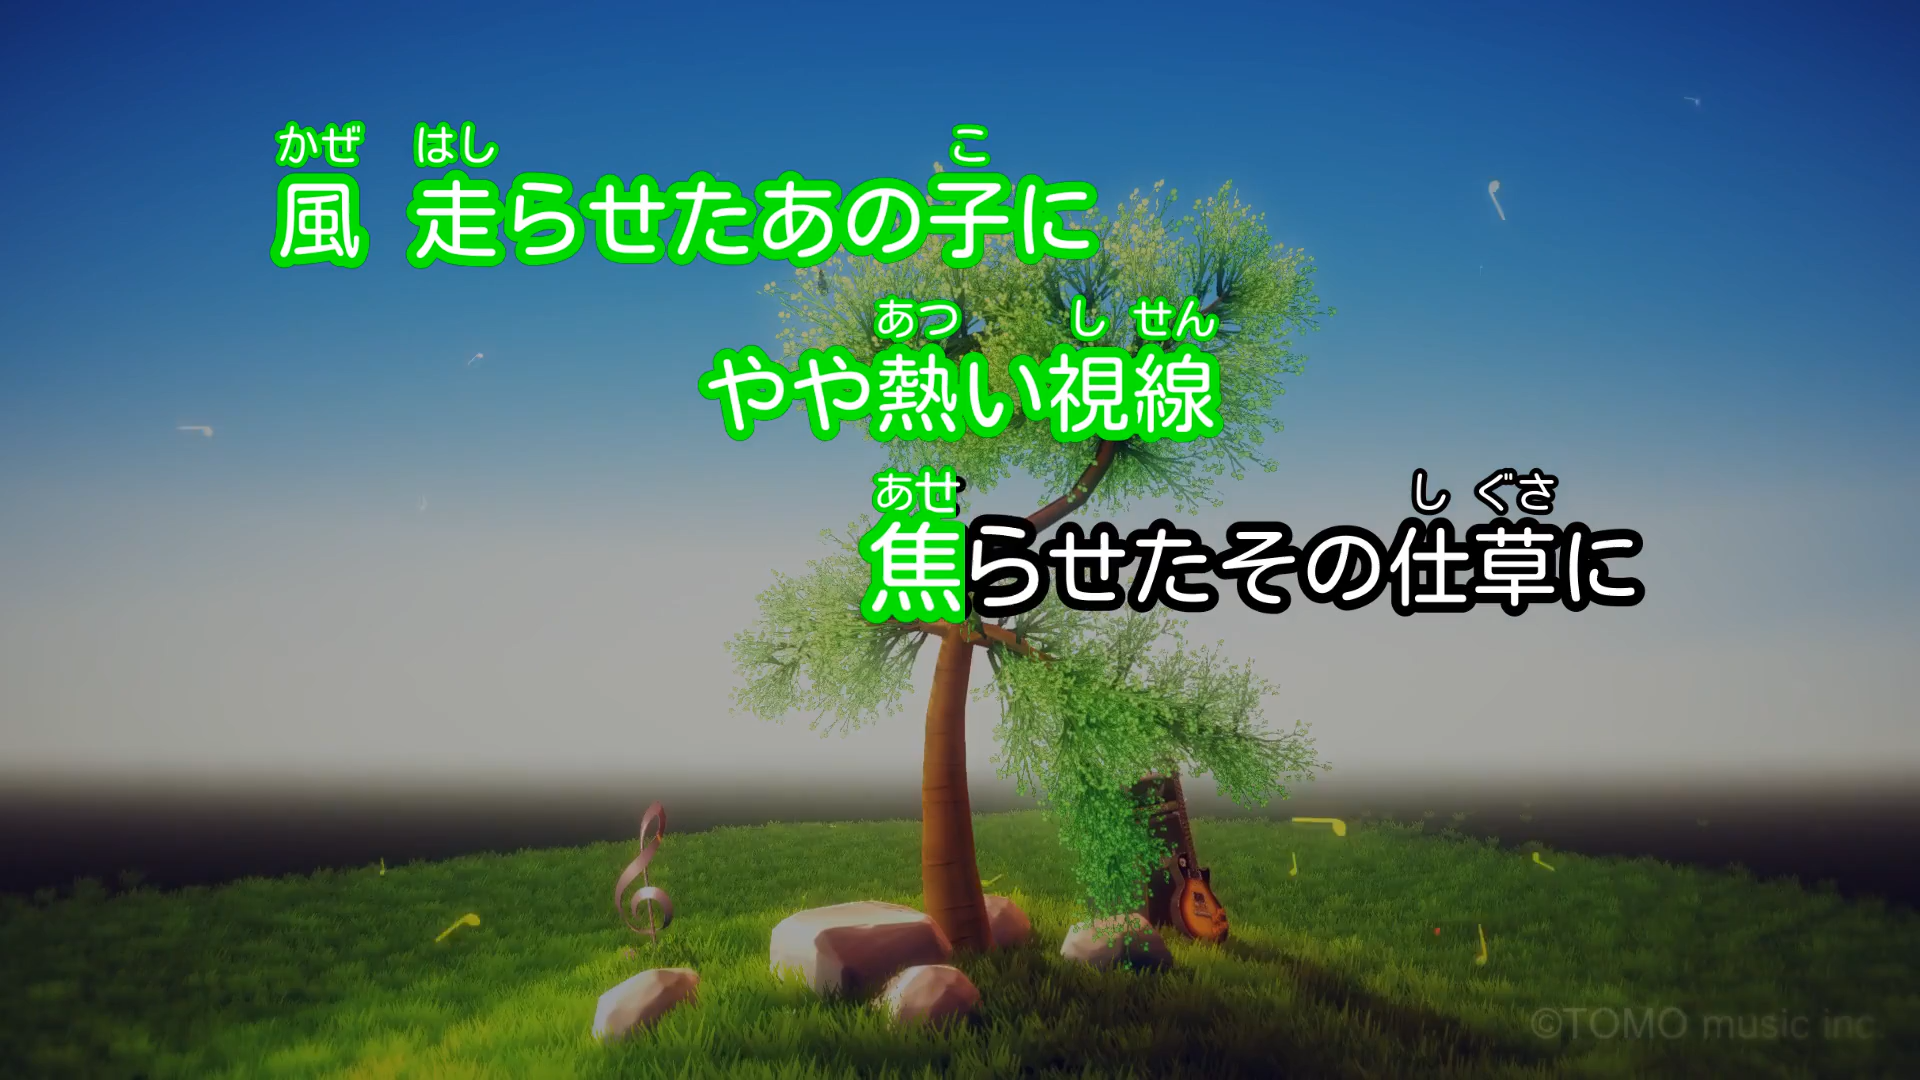 かぜ はし こ
風 走らせたあの子に
あつ し せん
やや熱い視線
あせ し ぐさ
焦らせたその仕草に
©TOMO music inc